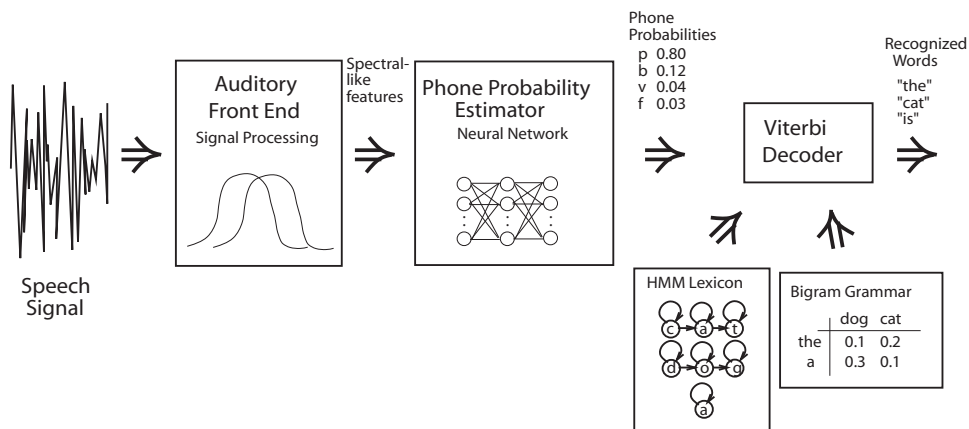 Speech
Signal
Auditory
Front End
Signal Processing
Spectral-
like
features
Phone Probability
Estimator
Neural Network
Phone
Probabilities
p 0.80
b 0.12
v 0.04
f 0.03
Viterbi
Decoder
Recognized
Words
"the"
"cat"
"is"
HMM Lexicon
c a t
d o g
a
Bigram Grammar
dog cat
the 0.1 0.2
a 0.3 0.1